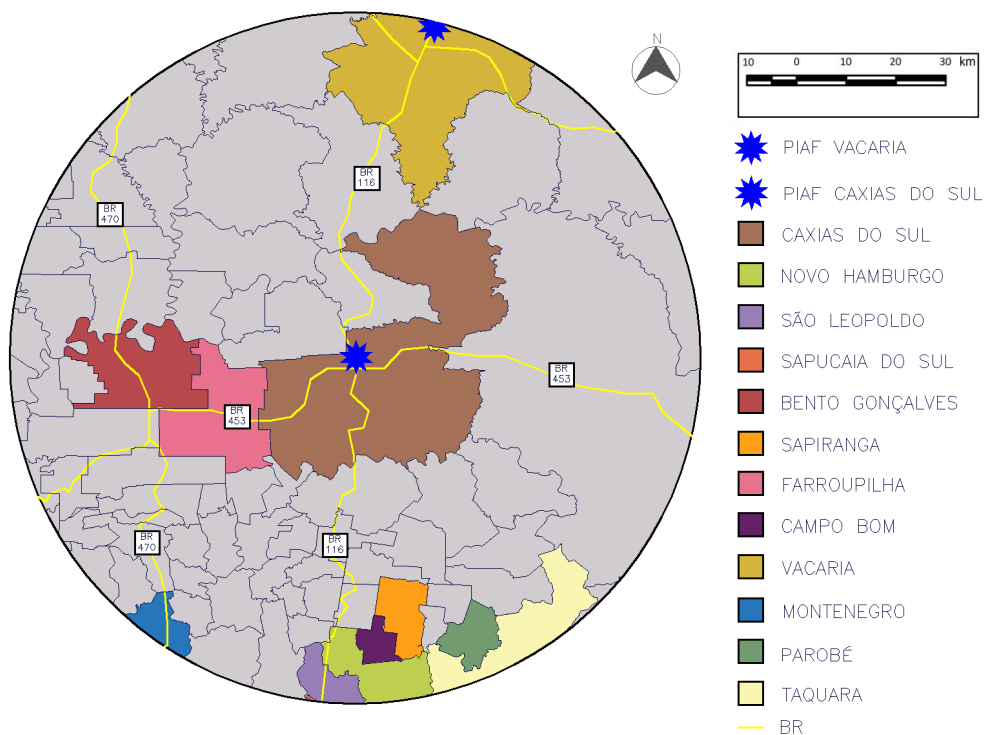 N
10 0 10 20 30 km
PIAF VACARIA
PIAF CAXIAS DO SUL
CAXIAS DO SUL
NOVO HAMBURGO
SÃO LEOPOLDO
SAPUCAIA DO SUL
BENTO GONÇALVES
SAPIRANGA
FARROUPILHA
CAMPO BOM
VACARIA
MONTENEGRO
PAROBÉ
TAQUARA
BR
BR
116
BR
470
BR
453
BR
453
BR
470
BR
116